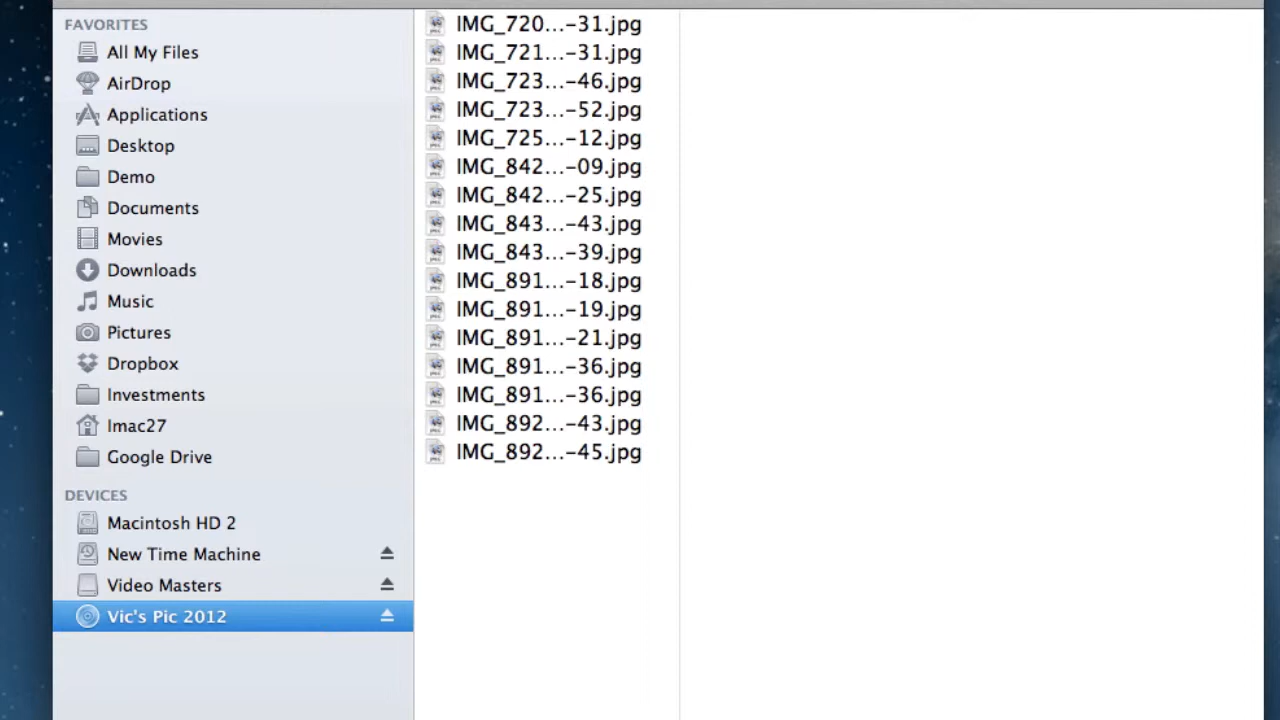 FAVORITES
All My Files
AirDrop
Applications
Desktop
Demo
Documents
Movies
Downloads
Music
Pictures
Dropbox
Investments
Imac27
Google Drive
DEVICES
Macintosh HD 2
New Time Machine
Video Masters
Vic's Pic 2012
IMG_720...-31.jpg
IMG_721...-31.jpg
IMG_723...-46.jpg
IMG_723...-52.jpg
IMG_725...-12.jpg
IMG_842...-09.jpg
IMG_842...-25.jpg
IMG_843...-43.jpg
IMG_843...-39.jpg
IMG_891...-18.jpg
IMG_891...-19.jpg
IMG_891...-21.jpg
IMG_891...-36.jpg
IMG_891...-36.jpg
IMG_892...-43.jpg
IMG_892...-45.jpg